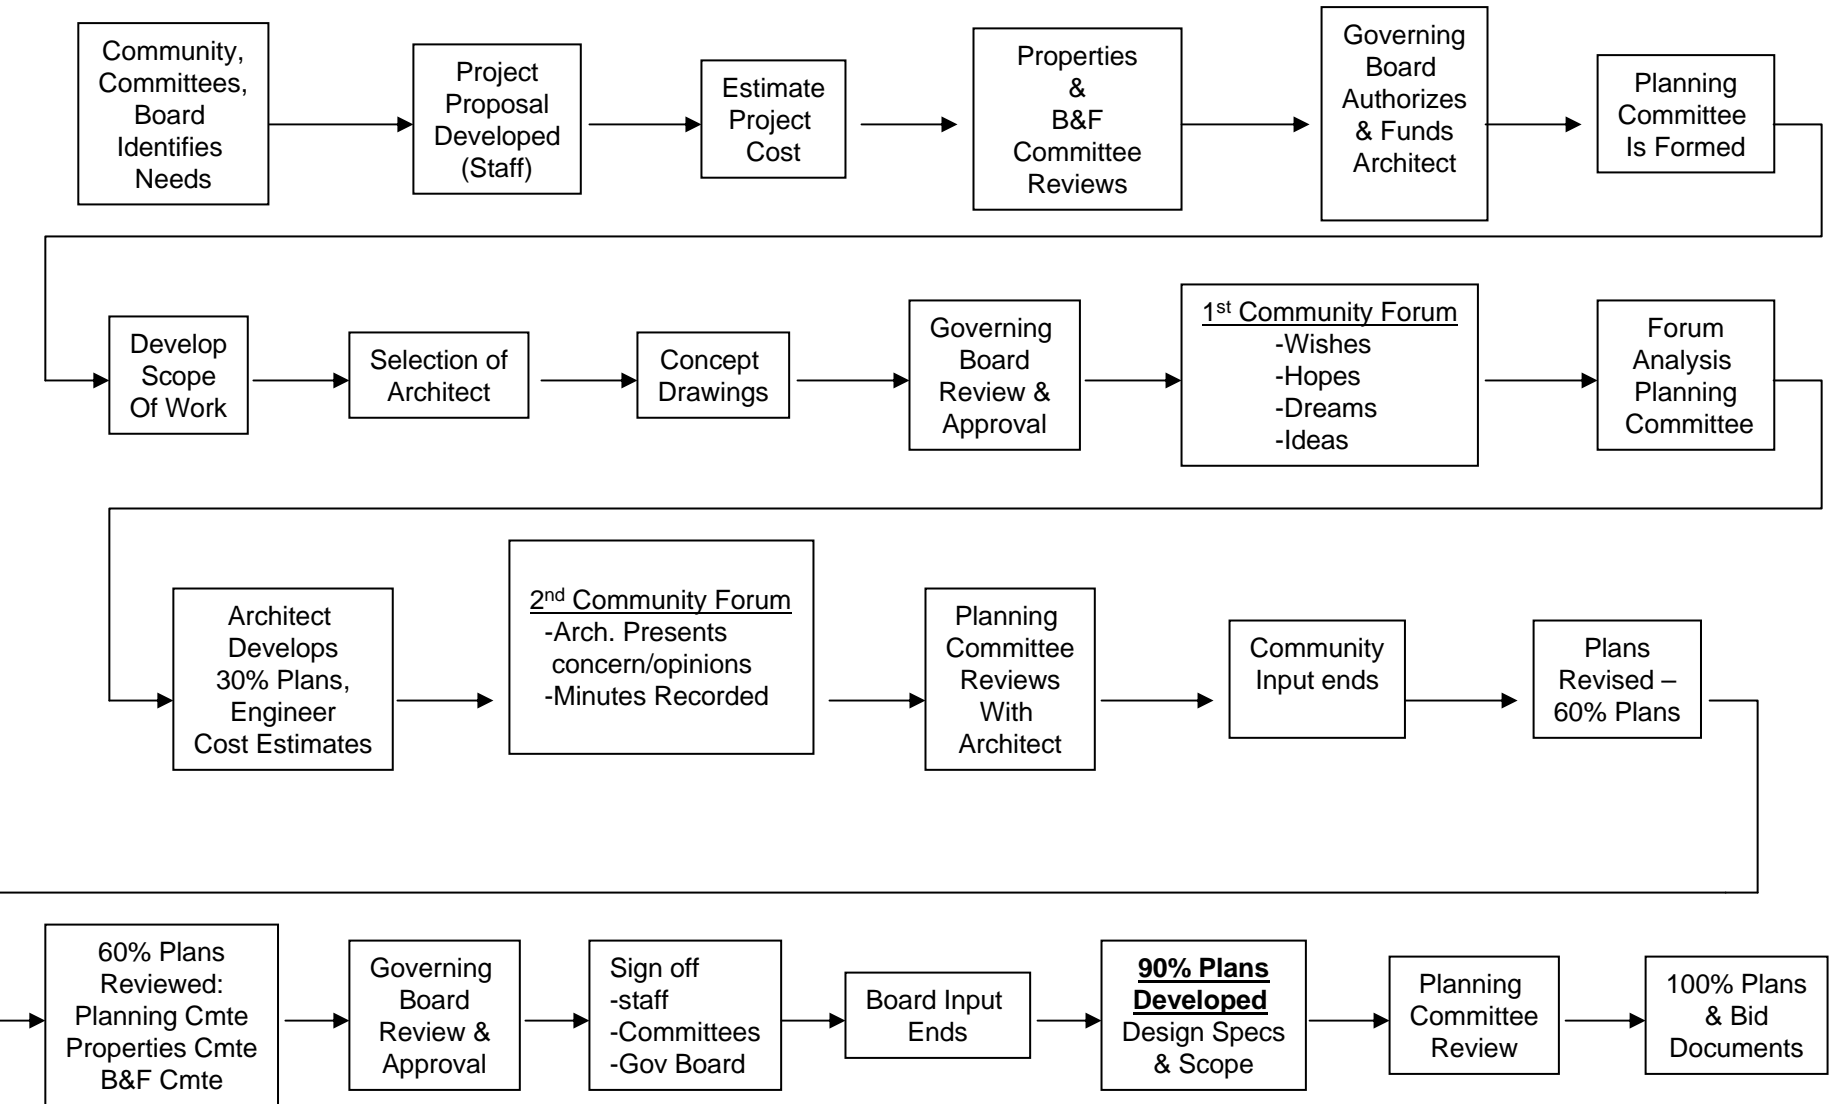 Community,
Committees,
Board
Identifies
Needs
Project
Proposal
Developed
(Staff)
Estimate
Project
Cost
Properties
&
B&F
Committee
Reviews
Governing
Board
Authorizes
& Funds
Architect
Planning
Committee
Is Formed
Develop
Scope
Of Work
Selection of
Architect
Concept
Drawings
Governing
Board
Review &
Approval
1st Community Forum
-Wishes
-Hopes
-Dreams
-Ideas
Forum
Analysis
Planning
Committee
Architect
Develops
30% Plans,
Engineer
Cost Estimates
2nd Community Forum
-Arch. Presents
concern/opinions
-Minutes Recorded
Planning
Committee
Reviews
With
Architect
Community
Input ends
Plans
Revised –
60% Plans
60% Plans
Reviewed:
Planning Cmte
Properties Cmte
B&F Cmte
Governing
Board
Review &
Approval
Sign off
-staff
-Committees
-Gov Board
Board Input
Ends
90% Plans
Developed
Design Specs
& Scope
Planning
Committee
Review
100% Plans
& Bid
Documents